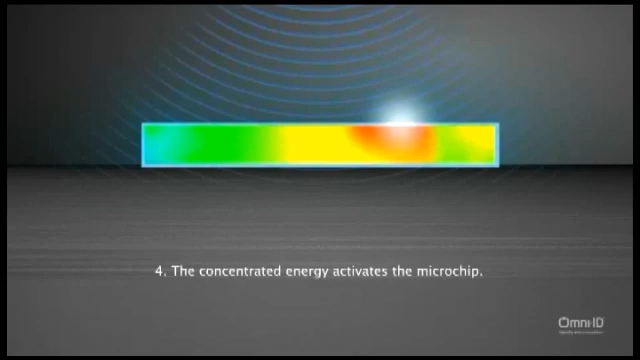 4. The concentrated energy activates the microchip.
Omni-ID